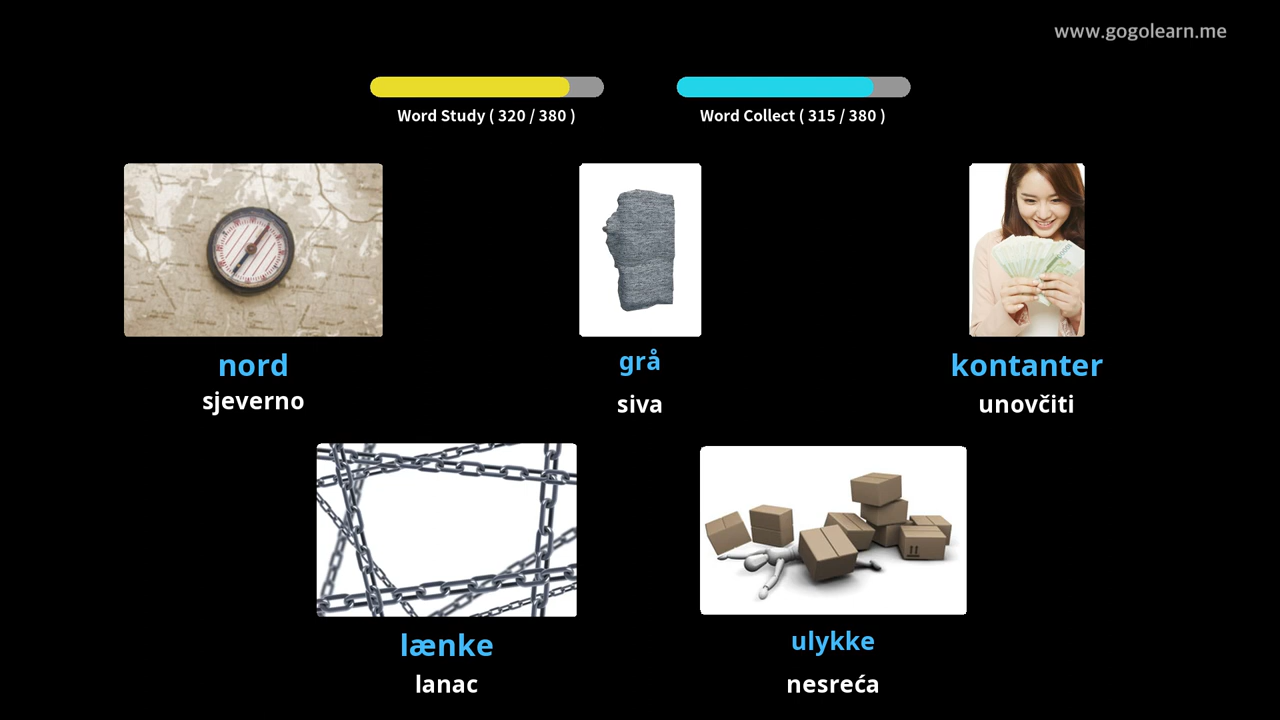 www.gogolearn.me
Word Study ( 320 / 380 )
Word Collect ( 315 / 380 )
nord
sjeverno
grå
siva
kontanter
unovčiti
lænke
lanac
ulykke
nesreća